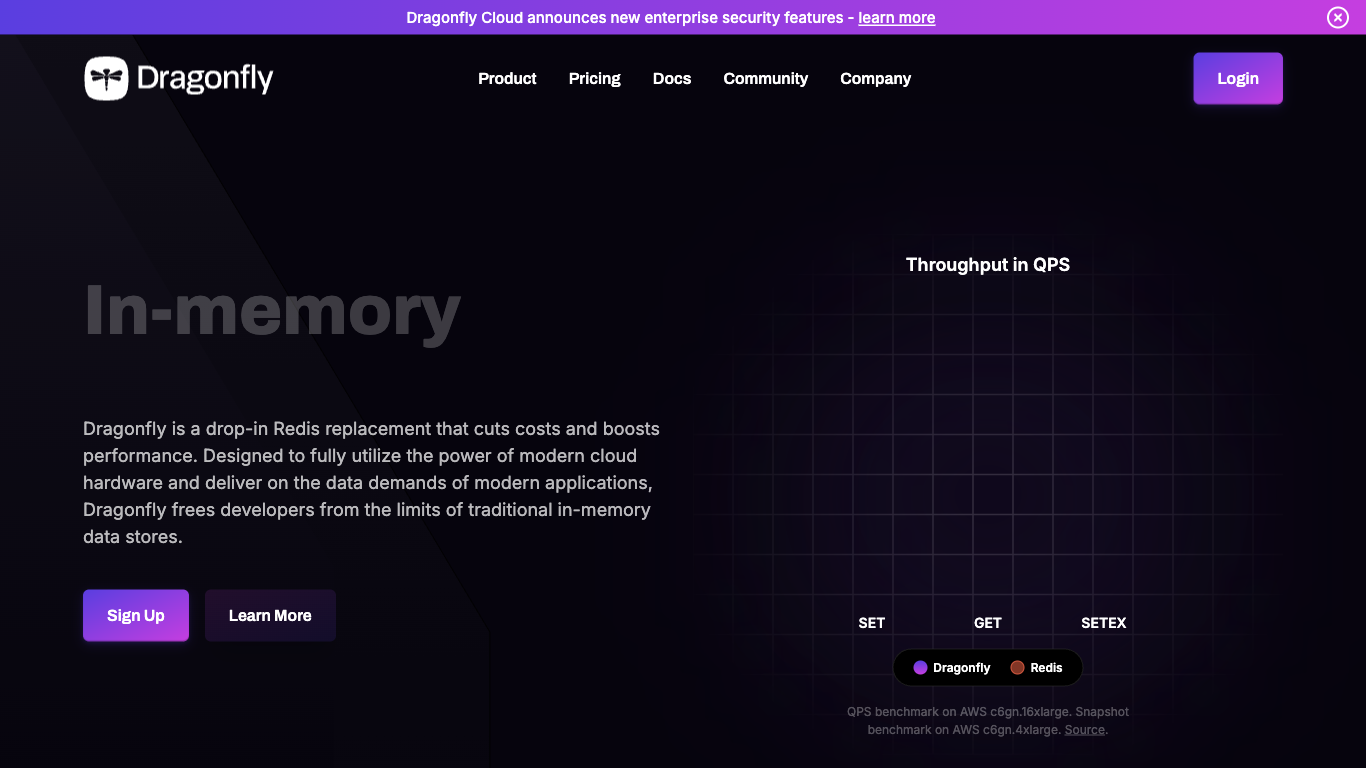 Dragonfly Cloud announces new enterprise security features - learn more
Dragonfly
Product
Pricing
Docs
Community
Company
Login
In-memory
Dragonfly is a drop-in Redis replacement that cuts costs and boosts
performance. Designed to fully utilize the power of modern cloud
hardware and deliver on the data demands of modern applications,
Dragonfly frees developers from the limits of traditional in-memory
data stores.
Sign Up
Learn More
Throughput in QPS
SET
GET
SETEX
Dragonfly
Redis
QPS benchmark on AWS c6gn.16xlarge. Snapshot
benchmark on AWS c6gn.4xlarge. Source.